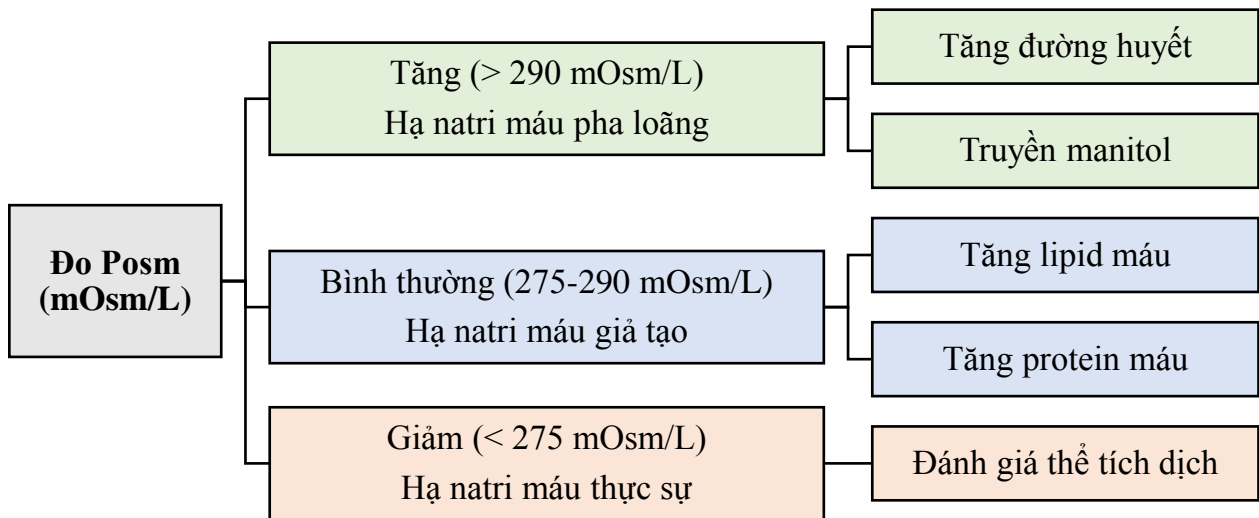 Đo Posm
(mOsm/L)
Tăng (> 290 mOsm/L)
Hạ natri máu pha loãng
Tăng đường huyết
Truyền manitol
Bình thường (275-290 mOsm/L)
Hạ natri máu giả tạo
Tăng lipid máu
Tăng protein máu
Giảm (< 275 mOsm/L)
Hạ natri máu thực sự
Đánh giá thể tích dịch